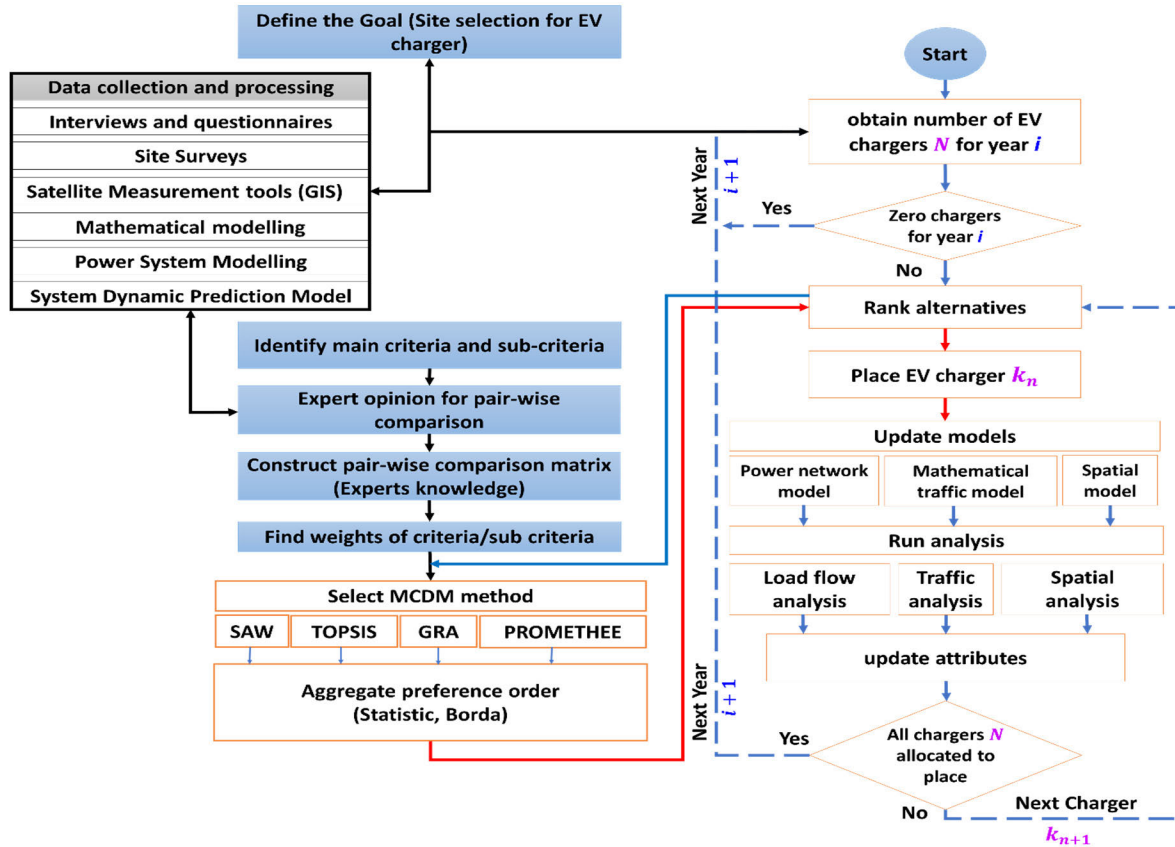 Define the Goal (Site selection for EV
charger)
Data collection and processing
Interviews and questionnaires
Site Surveys
Satellite Measurement tools (GIS)
Mathematical modelling
Power System Modelling
System Dynamic Prediction Model
Identify main criteria and sub-criteria
Expert opinion for pair-wise
comparison
Construct pair-wise comparison matrix
(Experts knowledge)
Find weights of criteria/sub criteria
Select MCDM method
SAW
TOPSIS
GRA
PROMETHEE
Aggregate preference order
(Statistic, Borda)
Start
obtain number of EV
chargers N for year i
Next Year
i + 1
Yes
Zero chargers
for year i
No
Rank alternatives
Place EV charger kn
Update models
Power network
model
Mathematical
traffic model
Spatial
model
Run analysis
Load flow
analysis
Traffic
analysis
Spatial
analysis
update attributes
Next Year
i + 1
Yes
All chargers N
allocated to
place
No
Next Charger
kn+1